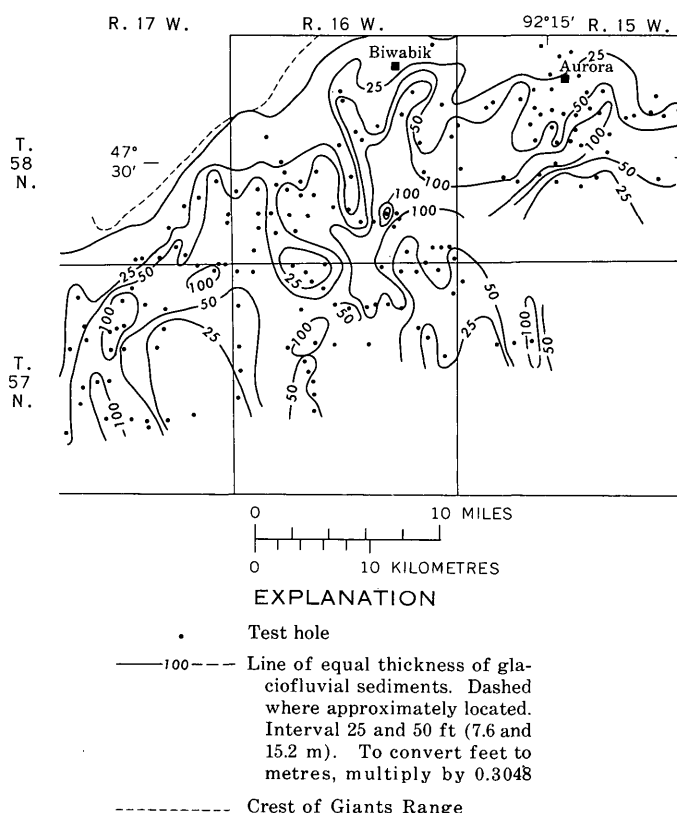 R. 17 W. R. 16 W. 92°15' R. 15 W.
Biwabik
Aurora
25
25
50
50
100
T.
58
N.
47°
30'
100
100
100
50
25
25
50
100
25
50
50
100
50
25
100
50
25
100
50
T.
57
N.
100
50
0 10 MILES
0 10 KILOMETRES
EXPLANATION
Test hole
100 Line of equal thickness of gla-
ciofluvial sediments. Dashed
where approximately located.
Interval 25 and 50 ft (7.6 and
15.2 m). To convert feet to
metres, multiply by 0.3048
Crest of Giants Range